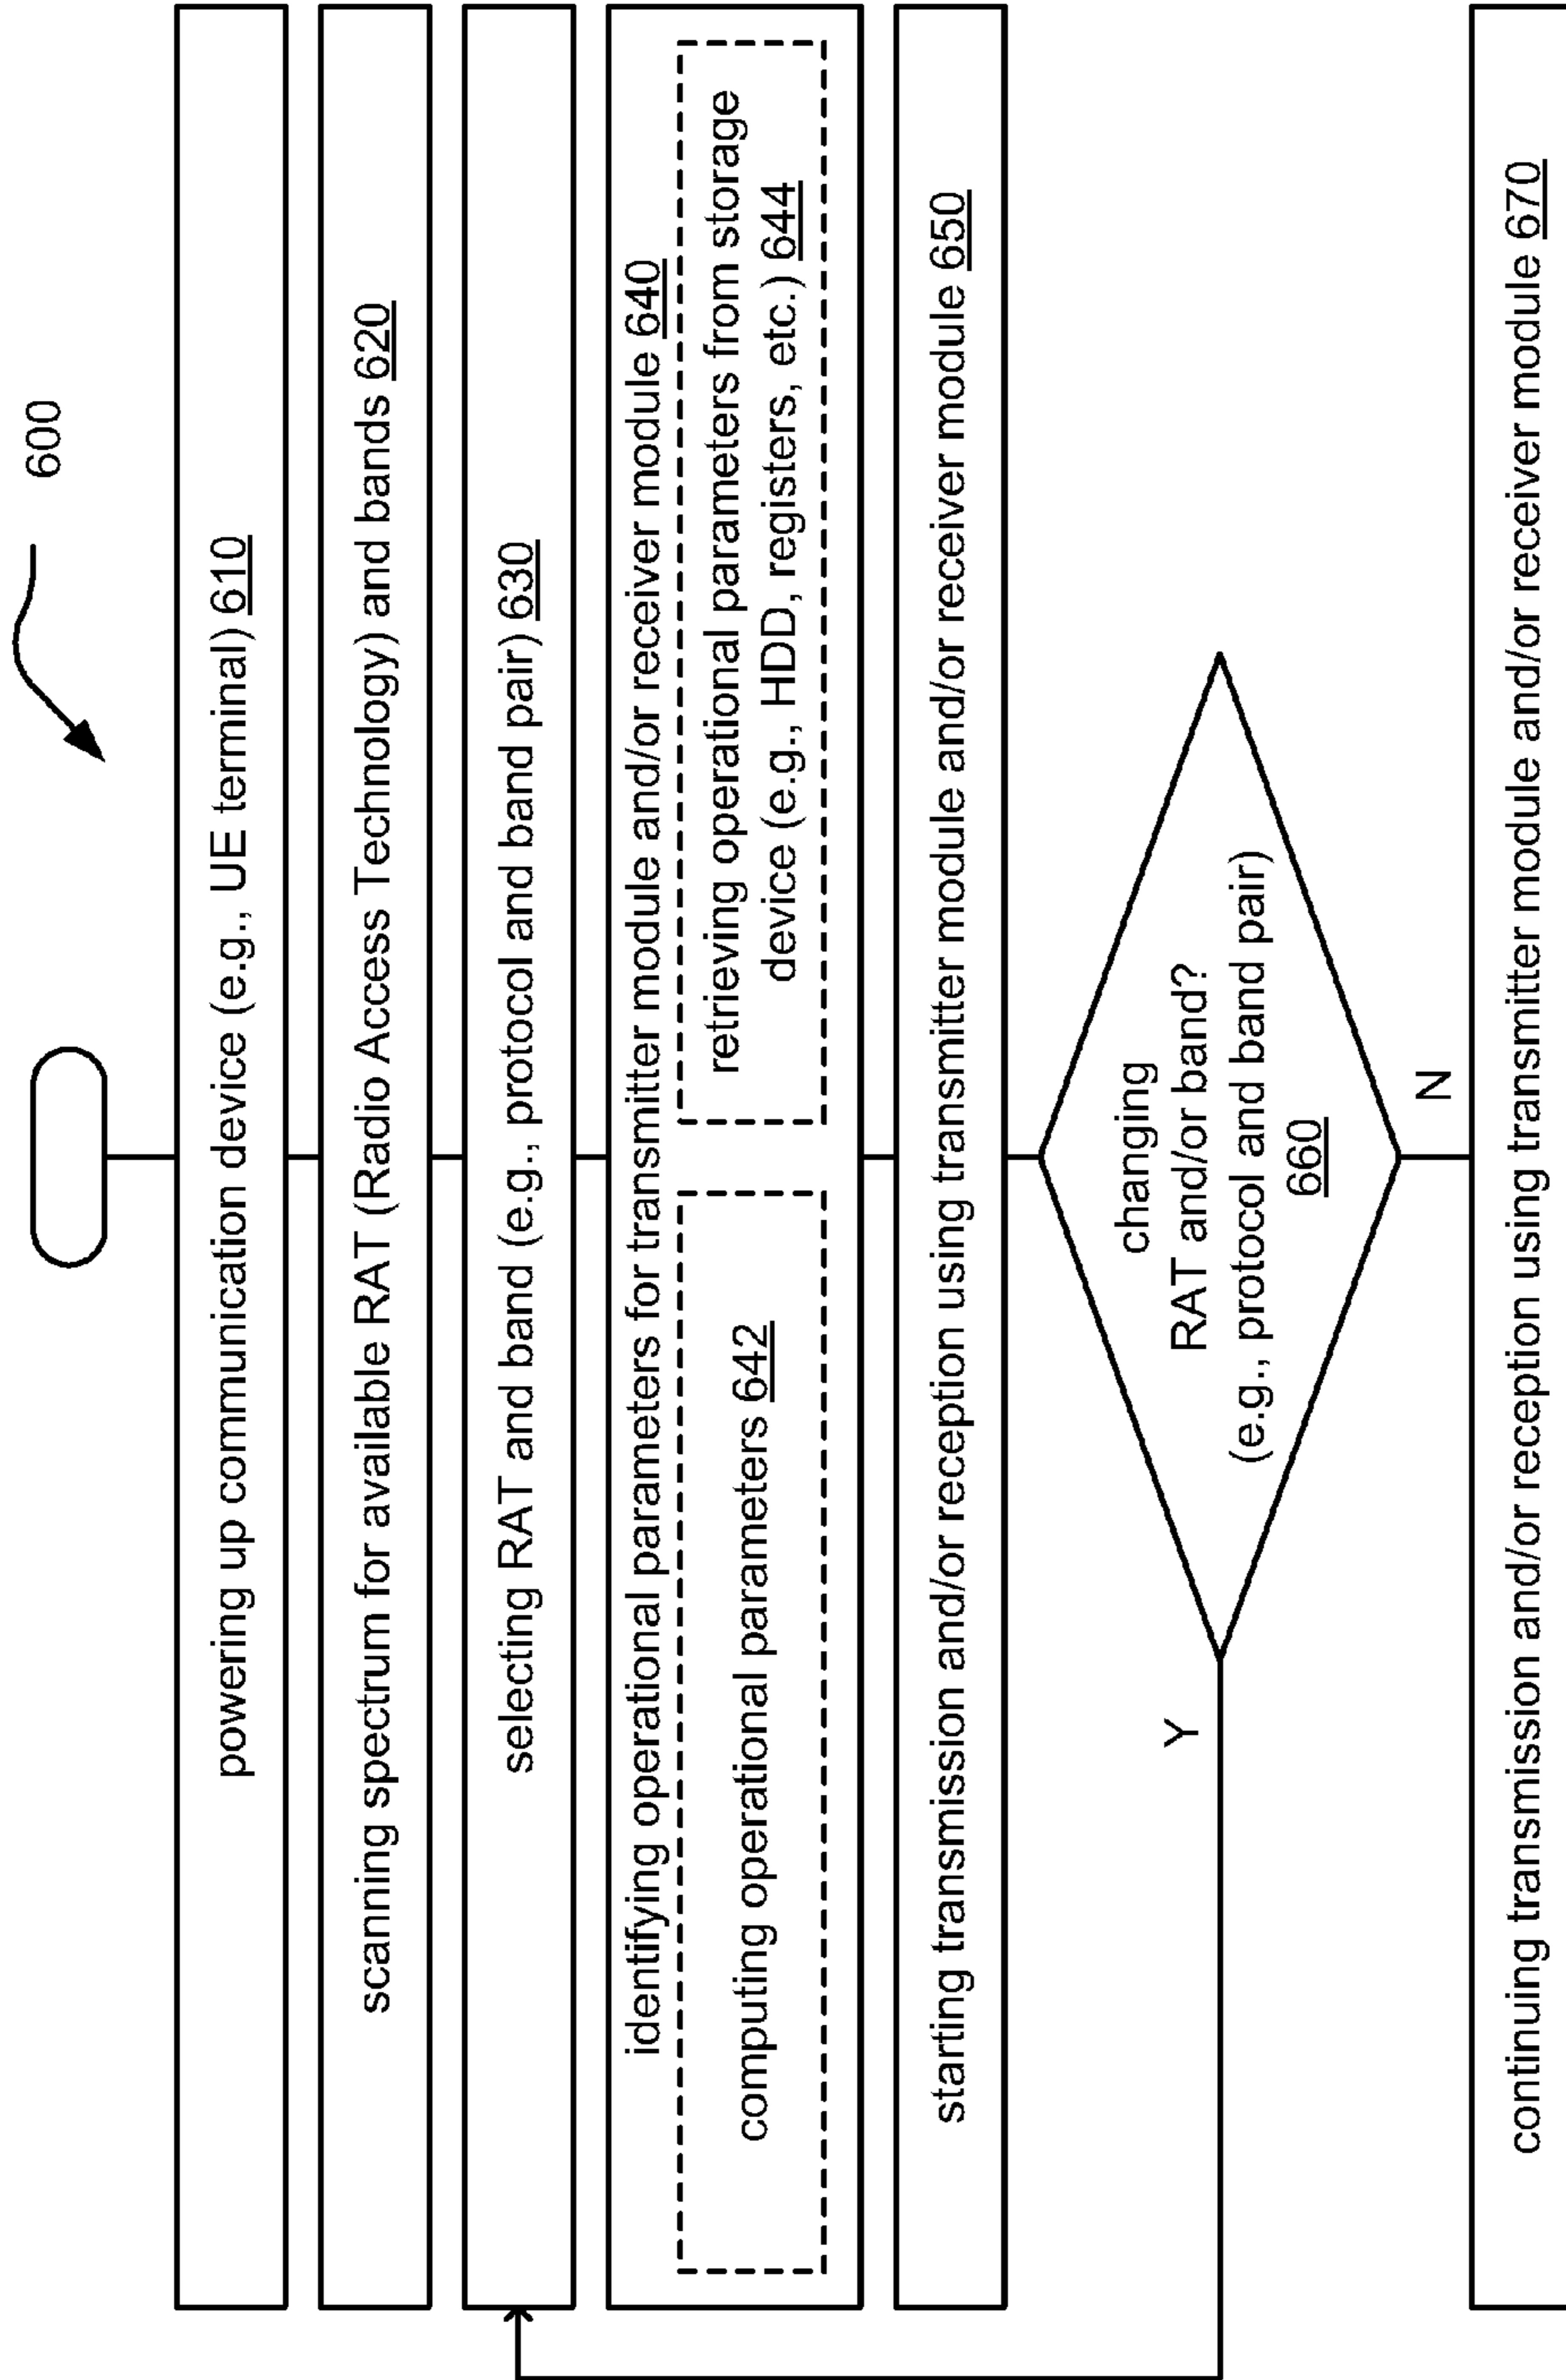 600
powering up communication device (e.g., UE terminal) 610
scanning spectrum for available RAT (Radio Access Technology) and bands 620
selecting RAT and band (e.g., protocol and band pair) 630
identifying operational parameters for transmitter module and/or receiver module 640
computing operational parameters 642
retrieving operational parameters from storage
device (e.g., HDD, registers, etc.) 644
starting transmission and/or reception using transmitter module and/or receiver module 650
changing
RAT and/or band?
(e.g., protocol and band pair)
660
Y
N
continuing transmission and/or reception using transmitter module and/or receiver module 670